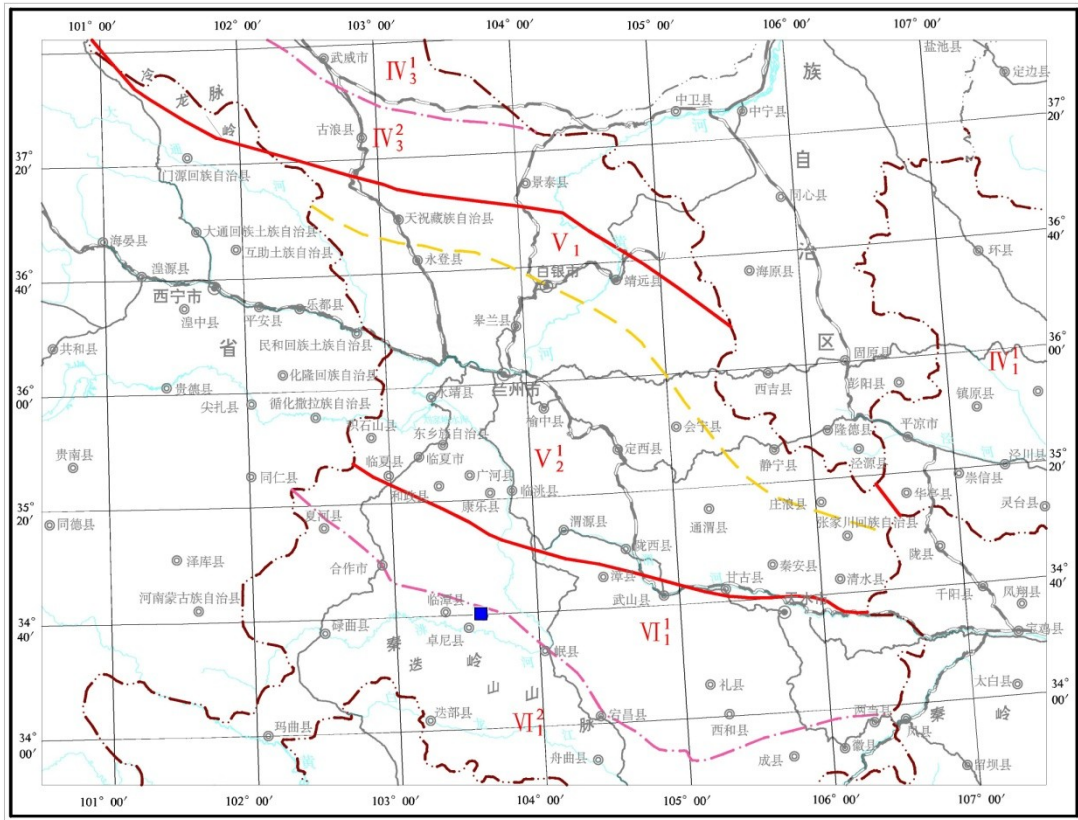 101° 00′
102° 00′
103° 00′
104° 00′
105° 00′
106° 00′
107° 00′
盐池县
定边县
武威市
Ⅳ₃¹
族
冷
龙
脉
岭
大
中卫县
中宁县
河
37°
20′
古浪县
Ⅳ₃²
37°
20′
门源回族自治县
景泰县
自
同心县
大通回族土族自治县
天祝藏族自治县
Ⅴ₁
治
36°
40′
海晏县
互助土族自治县
永登县
环县
湟源县
白银市
靖远县
海原县
36°
40′
西宁市
乐都县
湟中县
平安县
皋兰县
区
省
民和回族土族自治县
河
36°
00′
共和县
固原县
Ⅳ₁¹
化隆回族自治县
兰州市
西吉县
彭阳县
镇原县
36°
00′
贵德县
尖扎县
循化撒拉族自治县
永靖县
榆中县
积石山县
东乡族自治县
会宁县
隆德县
平凉市
贵南县
临夏县
临夏市
Ⅴ₂¹
定西县
静宁县
泾源县
泾川县
35°
20′
同仁县
广河县
崇信县
和政县
康乐县
临洮县
庄浪县
华亭县
灵台县
35°
20′
同德县
夏河县
渭源县
通渭县
张家川回族自治县
泽库县
合作市
陇西县
秦安县
陇县
漳县
甘古县
清水县
34°
40′
河南蒙古族自治县
临潭县
武山县
天水市
千阳县
凤翔县
34°
40′
碌曲县
卓尼县
Ⅵ₁¹
宝鸡县
秦
迭
岭
岷县
河
山
山
礼县
太白县
34°
00′
Ⅵ₁²
脉
迭部县
宕昌县
西和县
两当县
秦
岭
凤县
34°
00′
玛曲县
江
舟曲县
成县
徽县
留坝县
101° 00′
102° 00′
103° 00′
104° 00′
105° 00′
106° 00′
107° 00′